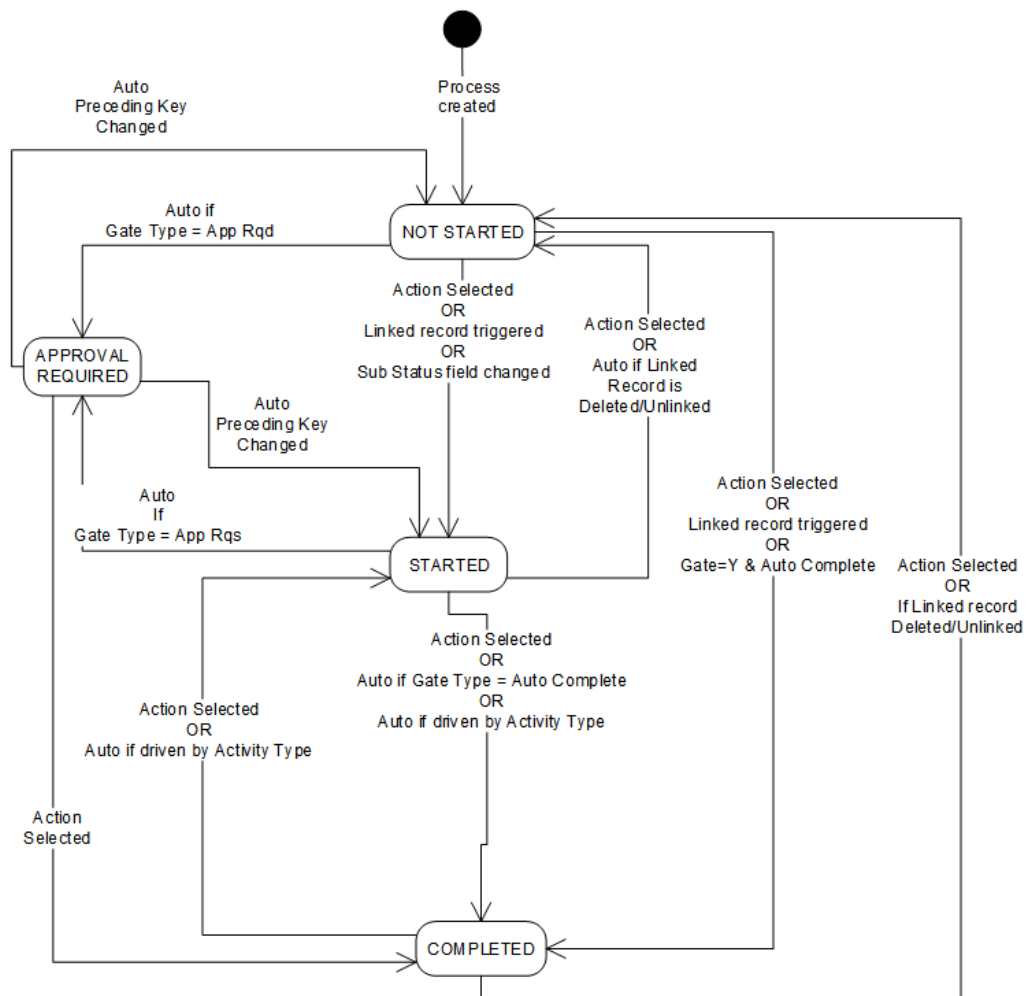 Process
created
Auto
Preceding Key
Changed
NOT STARTED
Auto if
Gate Type = App Rqd
Action Selected
OR
Linked record triggered
OR
Sub Status field changed
Action Selected
OR
Auto if Linked
Record is
Deleted/Unlinked
APPROVAL
REQUIRED
Auto
Preceding Key
Changed
Auto
If
Gate Type = App Rqs
STARTED
Action Selected
OR
Linked record triggered
OR
Gate=Y & Auto Complete
Action Selected
OR
If Linked record
Deleted/Unlinked
Action Selected
OR
Auto if Gate Type = Auto Complete
OR
Auto if driven by Activity Type
Action Selected
OR
Auto if driven by Activity Type
Action
Selected
COMPLETED